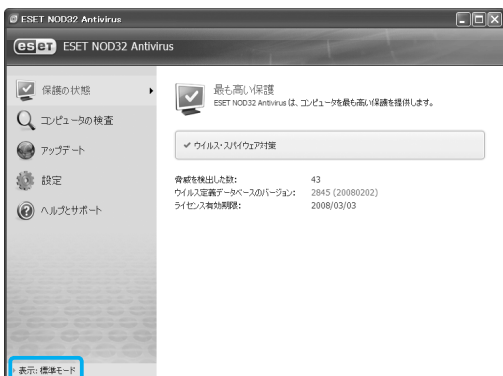 ESET NOD32 Antivirus
eset ESET NOD32 Antivirus
保護の状態
コンピュータの検査
アップデート
設定
ヘルプとサポート
表示: 標準モード
最も高い保護
ESET NOD32 Antivirus は、コンピュータを最も高い保護を提供します。
ウイルス・スパイウェア対策
脅威を検出した数: 43
ウイルス定義データベースのバージョン: 2845 (20080202)
ライセンス有効期限: 2008/03/03